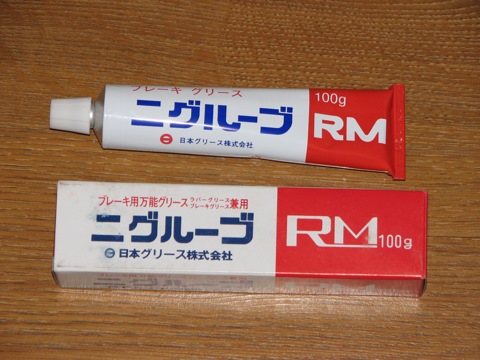 ブレーキ グリース
100g
ニグルーブ
RM
日本グリース株式会社
ブレーキ用万能グリース ラバーグリース ブレーキグリース 兼用
ニグルーブ
RM 100g
日本グリース株式会社